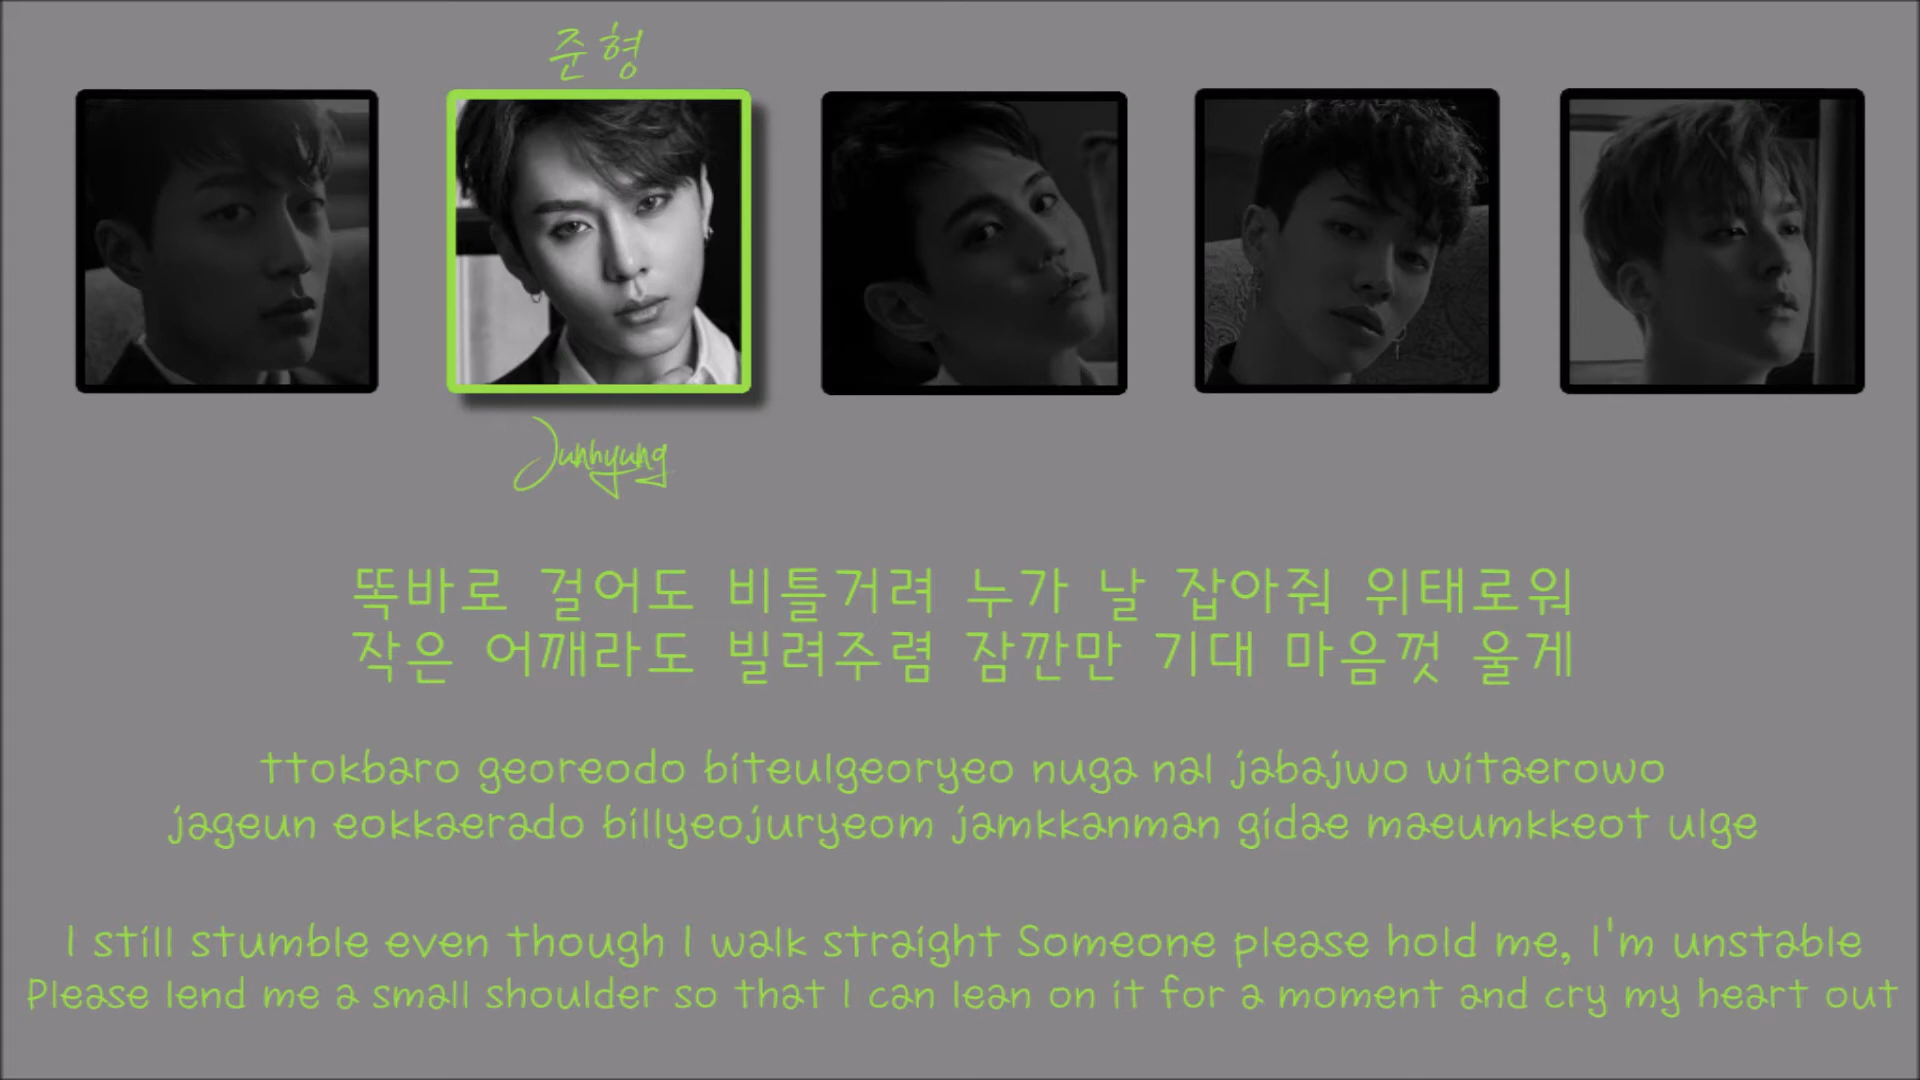 준형
Junhyung
똑바로 걸어도 비틀거려 누가 날 잡아줘 위태로워
작은 어깨라도 빌려주렴 잠깐만 기대 마음껏 울게
ttokbaro georeodo biteulgeoryeo nuga nal jabajwo witaerowo
jageun eokkaerado billyeojuryeom jamkkanman gidae maeumkkeot ulge
I still stumble even though I walk straight Someone please hold me, I'm unstable
Please lend me a small shoulder so that I can lean on it for a moment and cry my heart out